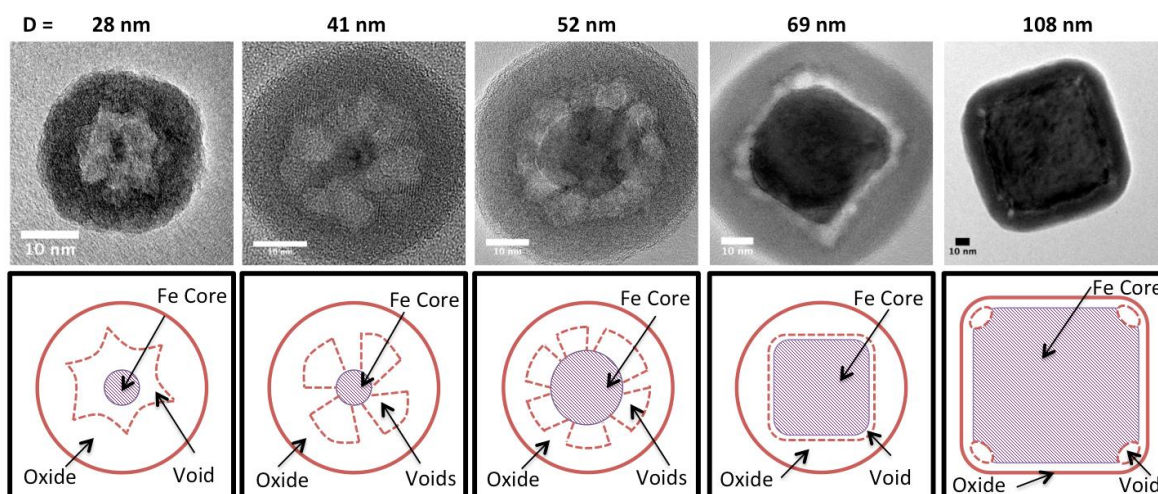 D = 28 nm 41 nm 52 nm 69 nm 108 nm
10 nm
10 nm
10 nm
10 nm
10 nm
Fe Core
Oxide
Void
Fe Core
Oxide
Voids
Fe Core
Oxide
Voids
Fe Core
Oxide
Void
Fe Core
Oxide
Void